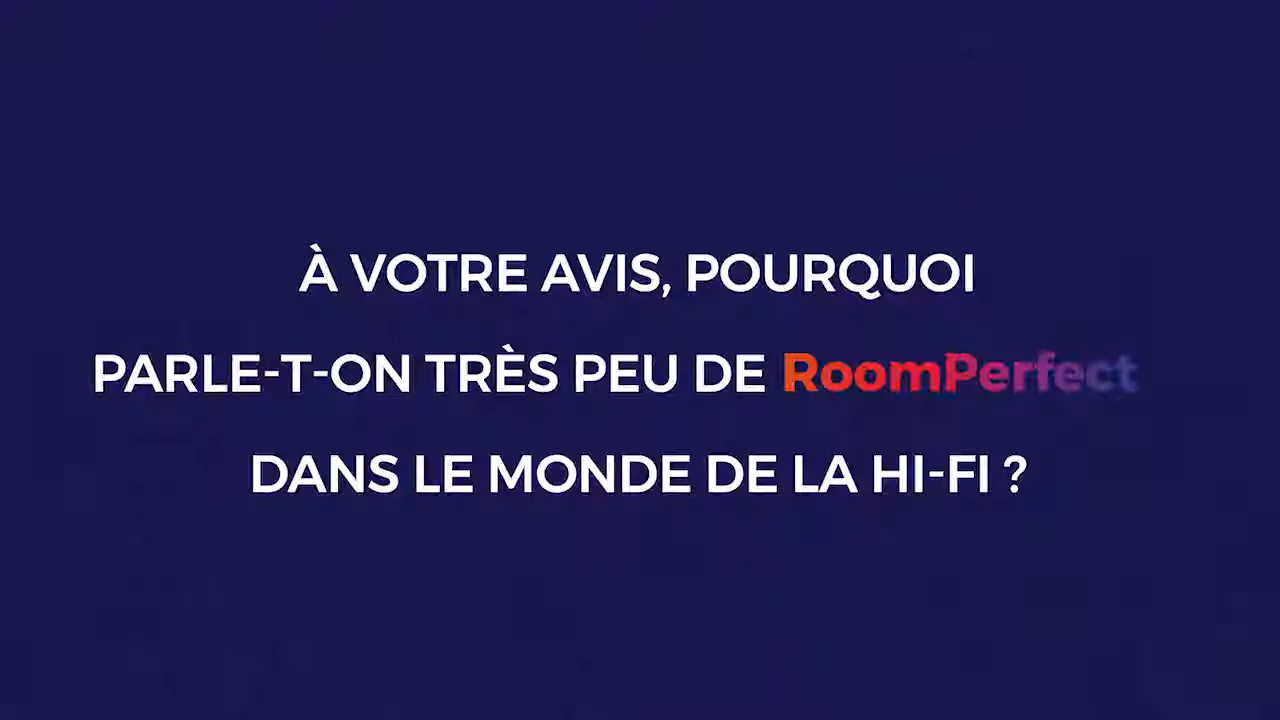 À VOTRE AVIS, POURQUOI
PARLE-T-ON TRÈS PEU DE RoomPerfect
DANS LE MONDE DE LA HI-FI ?